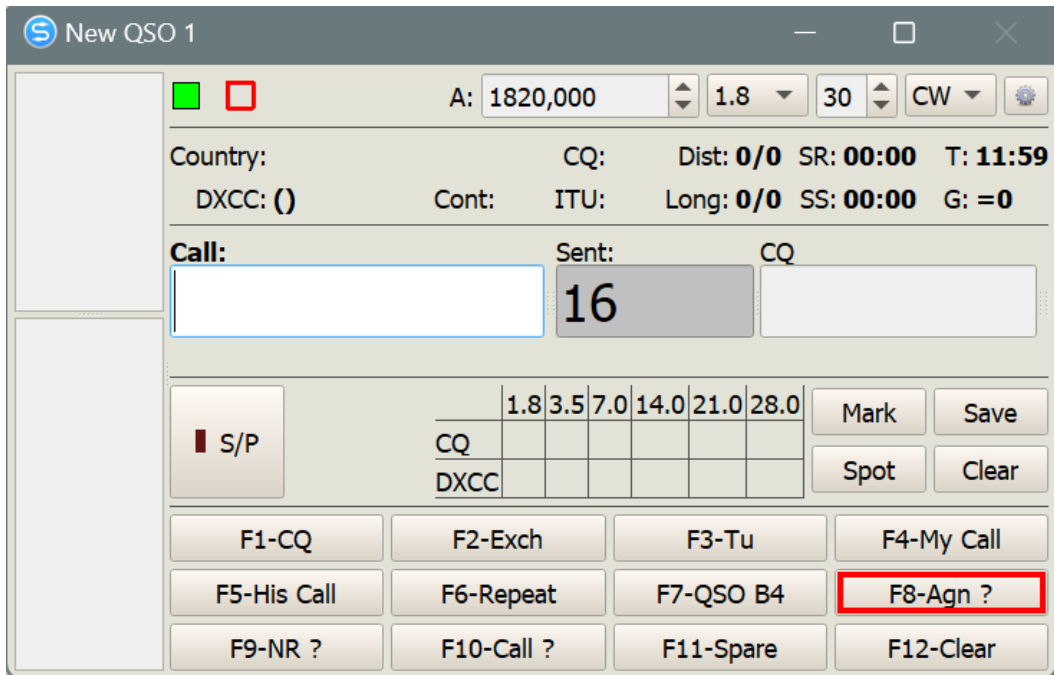 New QSO 1
A: 1820,000 1.8 30 CW
Country: CQ: Dist: 0/0 SR: 00:00 T: 11:59
DXCC: () Cont: ITU: Long: 0/0 SS: 00:00 G: =0
Call: Sent: CQ
16
1.8 3.5 7.0 14.0 21.0 28.0 Mark Save
S/P CQ
DXCC Spot Clear
F1-CQ F2-Exch F3-Tu F4-My Call
F5-His Call F6-Repeat F7-QSO B4 F8-Agn ?
F9-NR ? F10-Call ? F11-Spare F12-Clear